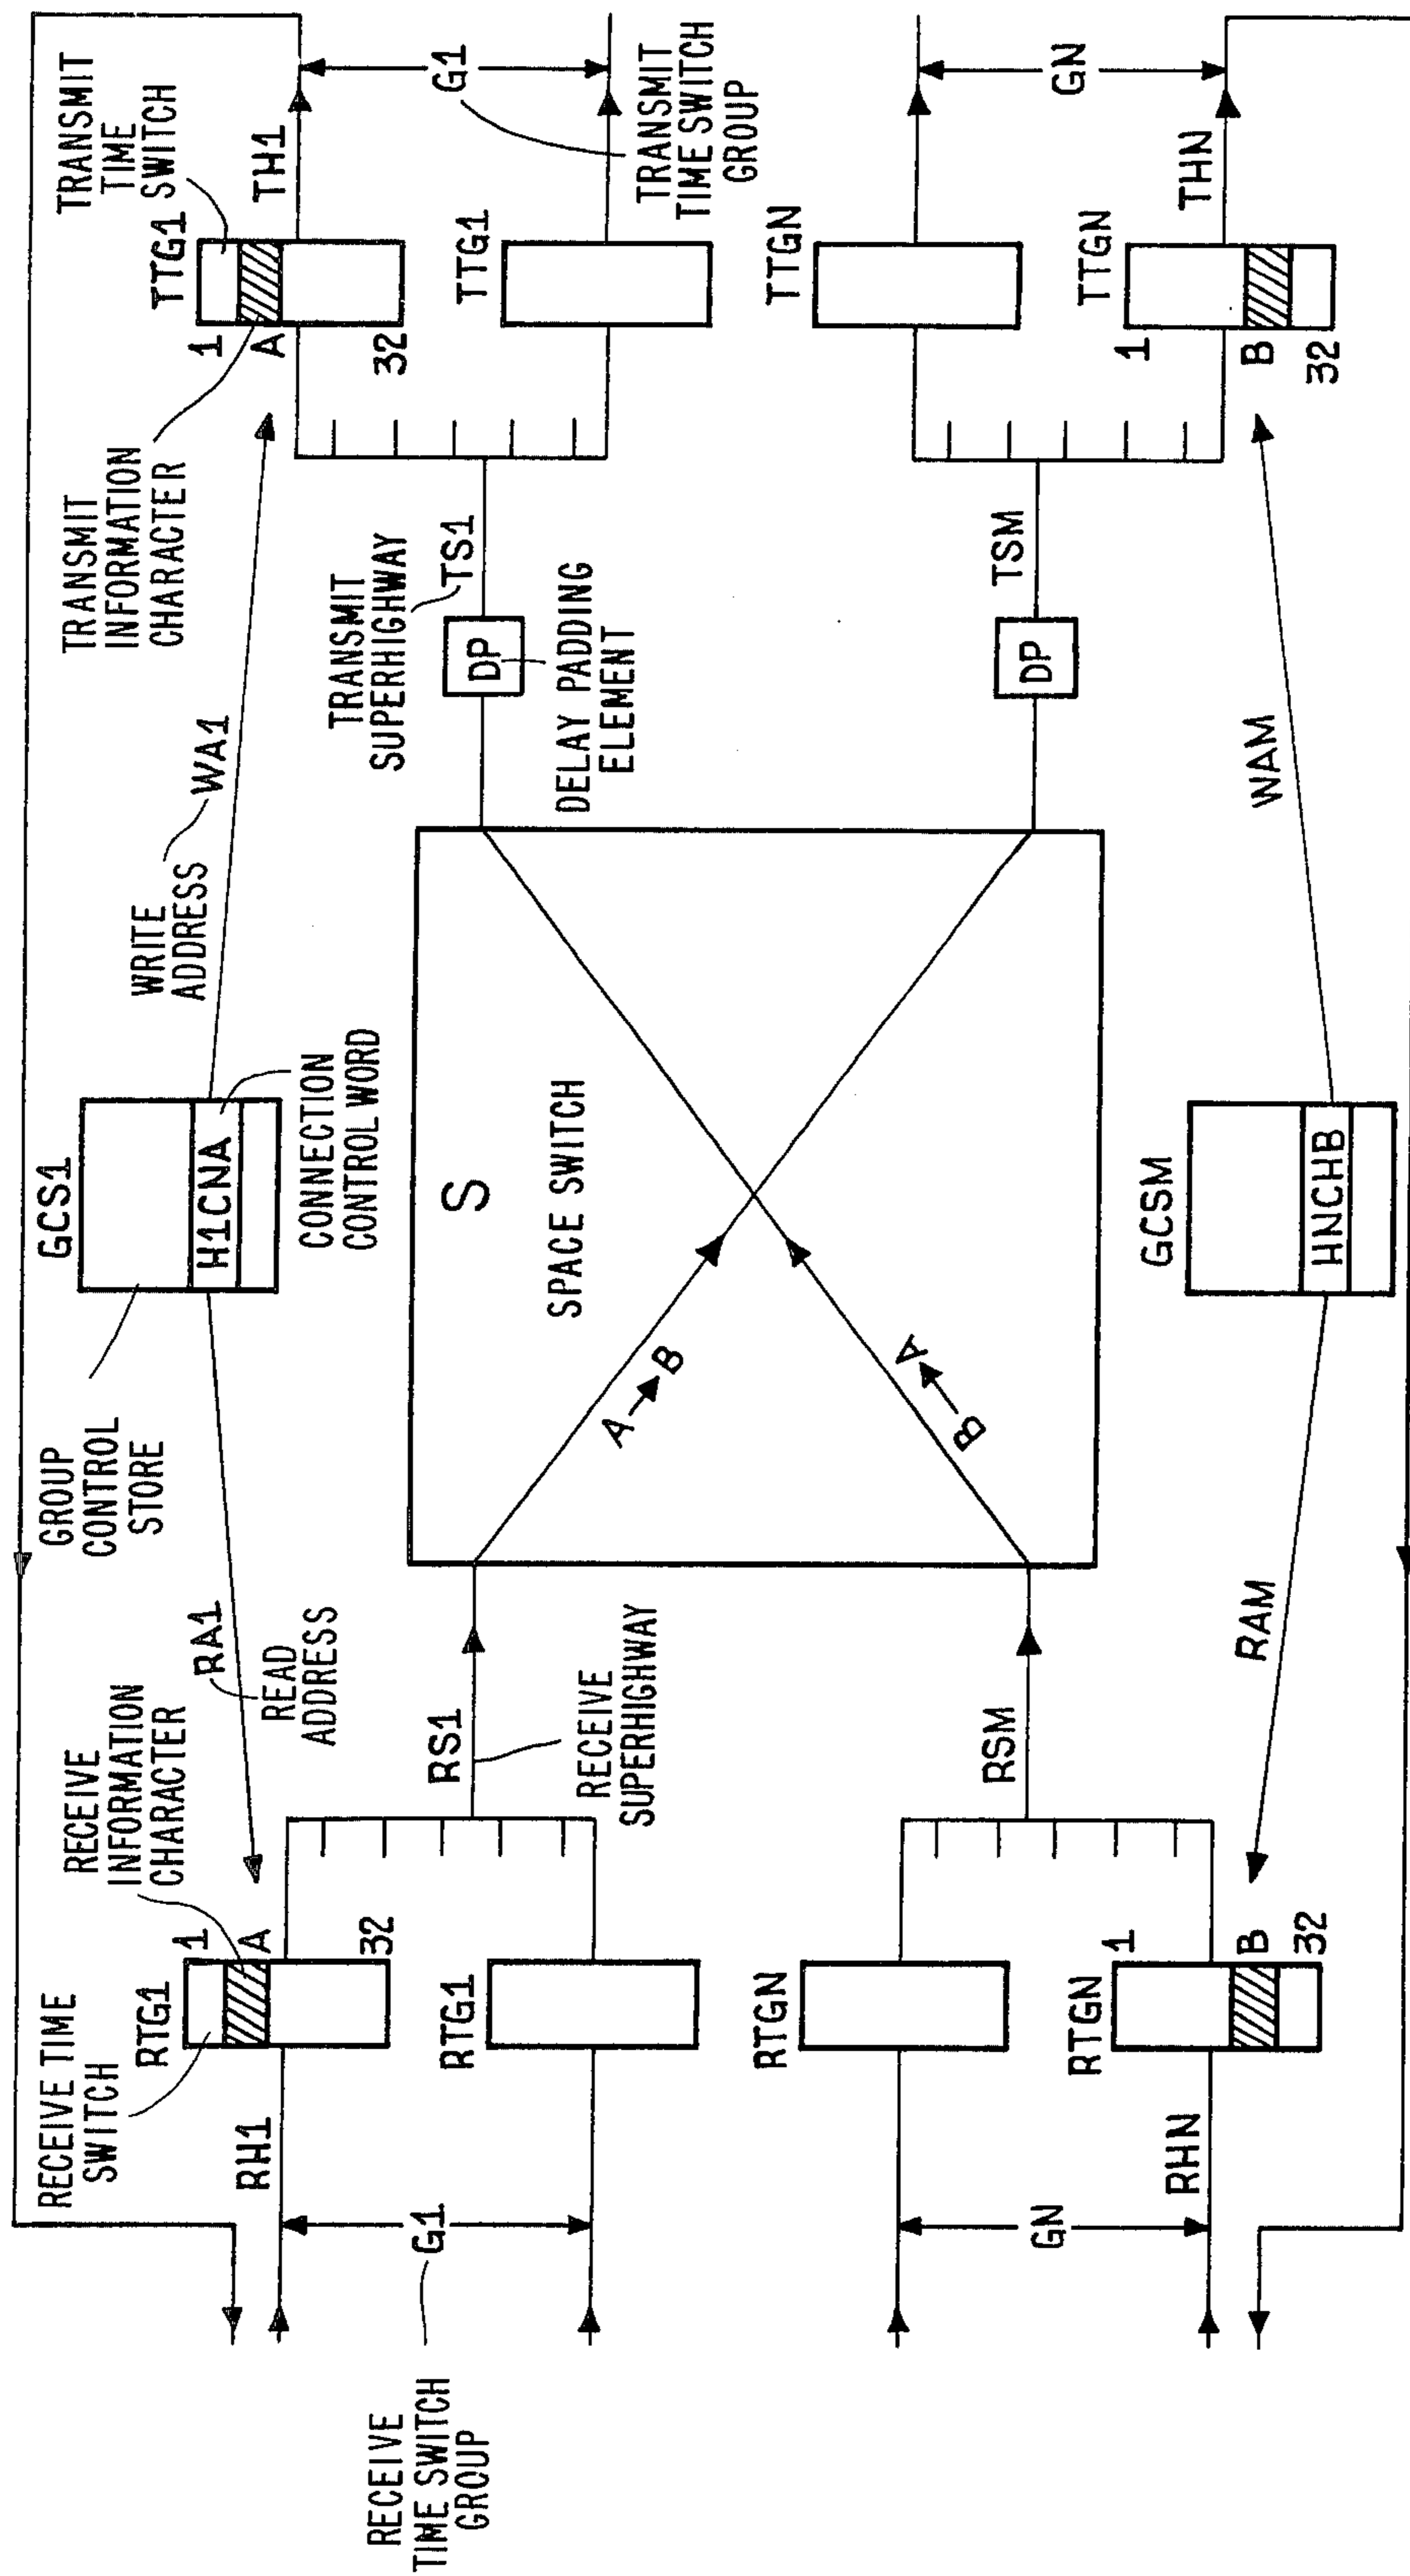 RECEIVE
TIME SWITCH
GROUP
RECEIVE TIME
SWITCH
RH1
G1
RTG1
1
A
32
RTG1
RECEIVE
INFORMATION
CHARACTER
RA1
READ
ADDRESS
RS1
RECEIVE
SUPERHIGHWAY
GN
RHN
RTGN
RTGN
1
B
32
RSM
RAM
GROUP
CONTROL
STORE
GCS1
H1CNA
CONNECTION
CONTROL WORD
S
SPACE SWITCH
A B
B A
GCSM
HNCHB
WRITE
ADDRESS
WA1
WAM
TRANSMIT
SUPERHIGHWAY
TS1
DP
DELAY PADDING
ELEMENT
TSM
DP
TRANSMIT
INFORMATION
CHARACTER
TRANSMIT
TIME
SWITCH
TTG1
1
A
32
TH1
TTG1
G1
TRANSMIT
TIME SWITCH
GROUP
TTGN
TTGN
1
B
32
THN
GN